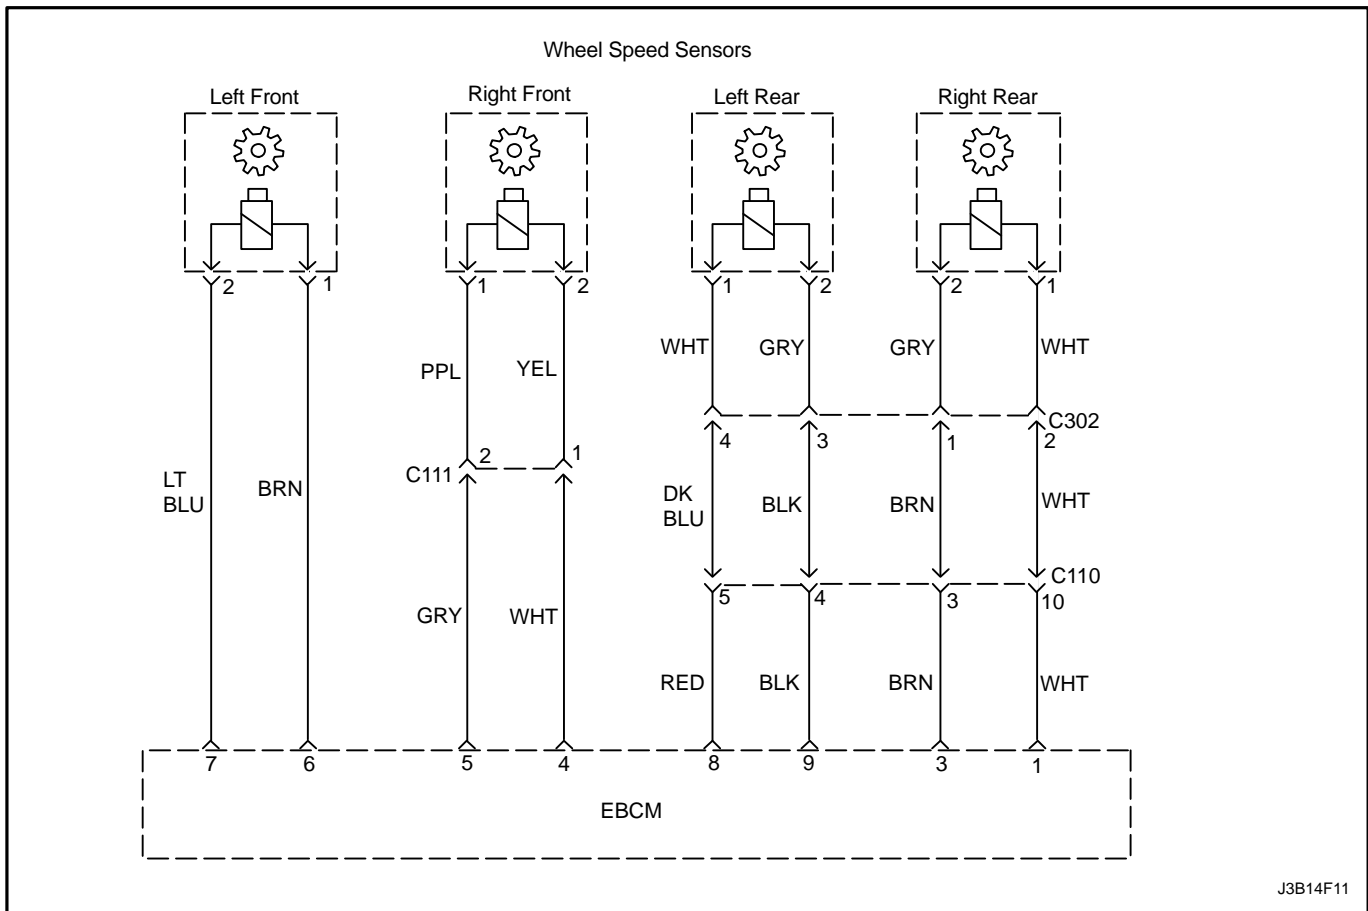 Wheel Speed Sensors
Left Front
Right Front
Left Rear
Right Rear
2
1
1
2
1
2
2
1
PPL
YEL
WHT
GRY
GRY
WHT
C302
4
3
1
2
C111
2
1
LT
BLU
BRN
DK
BLU
BLK
BRN
WHT
C110
5
4
3
10
GRY
WHT
RED
BLK
BRN
WHT
7
6
5
4
8
9
3
1
EBCM
J3B14F11